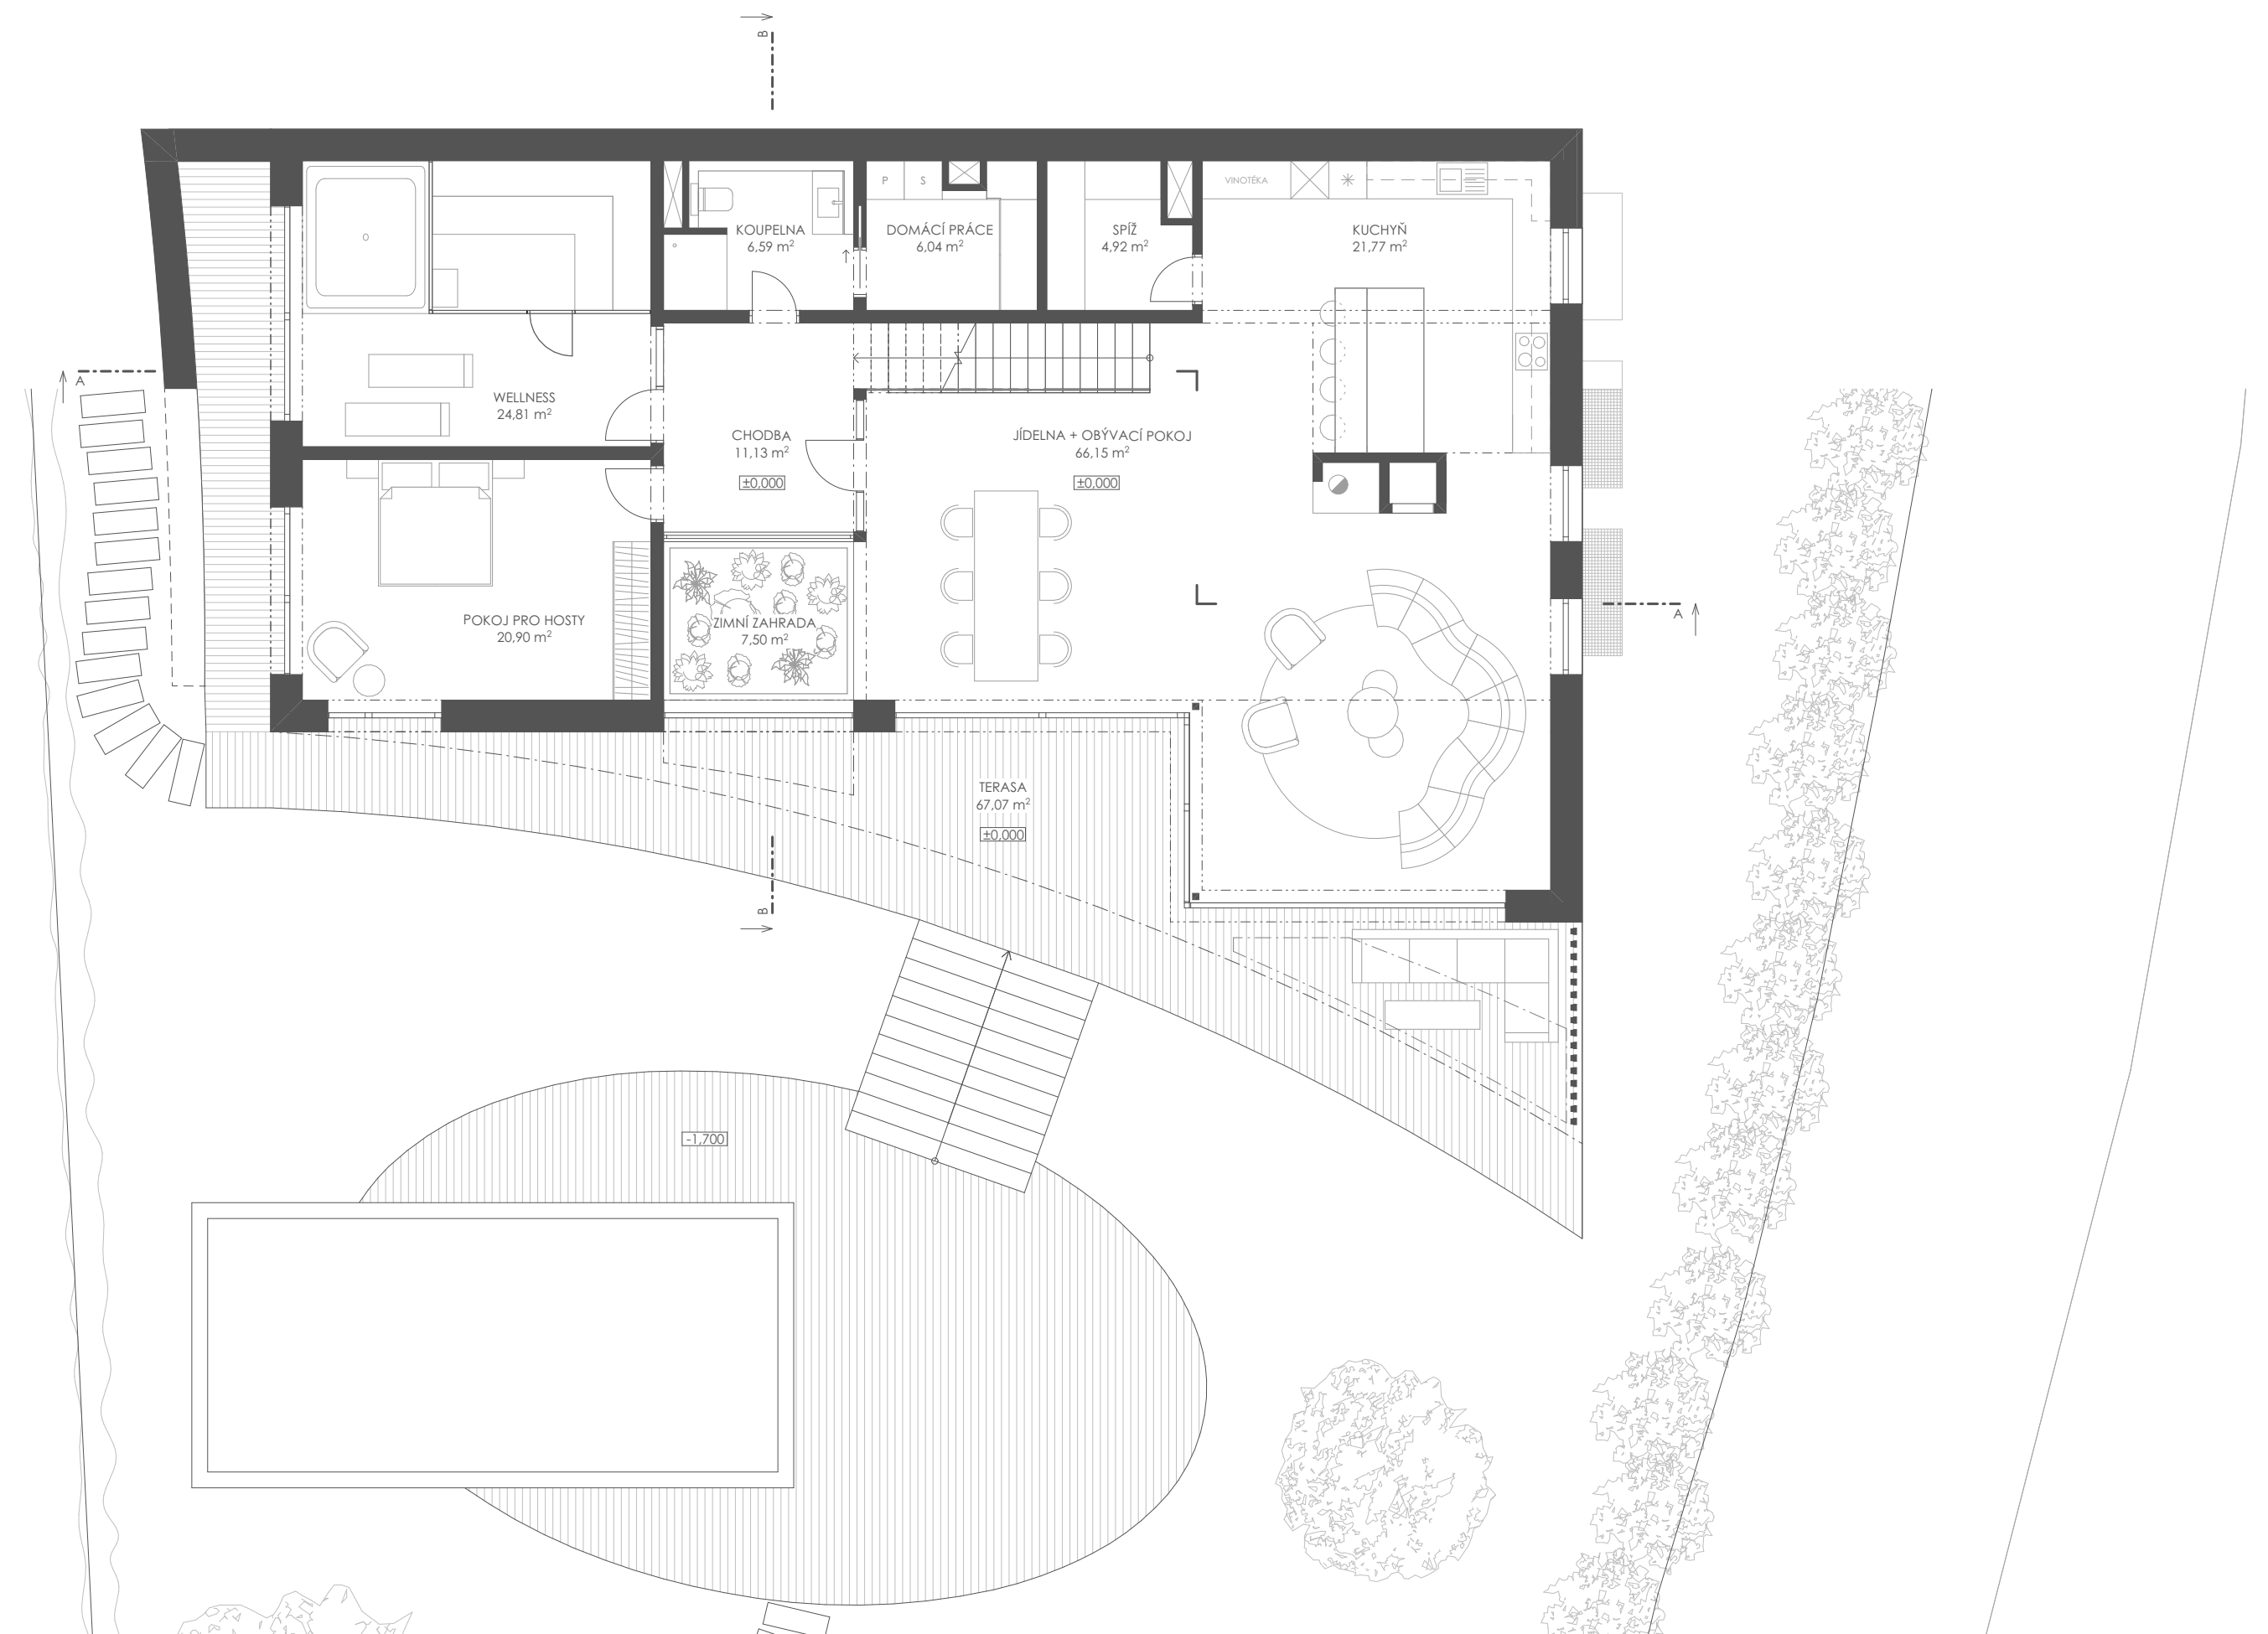 B
P
S
VINOTÉKA
KOUPELNA
6,59 m²
DOMÁCÍ PRÁCE
6,04 m²
SPÍŽ
4,92 m²
KUCHYŇ
21,77 m²
A
WELLNESS
24,81 m²
CHODBA
11,13 m²
±0,000
JÍDELNA + OBÝVACÍ POKOJ
66,15 m²
±0,000
POKOJ PRO HOSTY
20,90 m²
ZIMNÍ ZAHRADA
7,50 m²
A
TERASA
67,07 m²
±0,000
B
-1,700